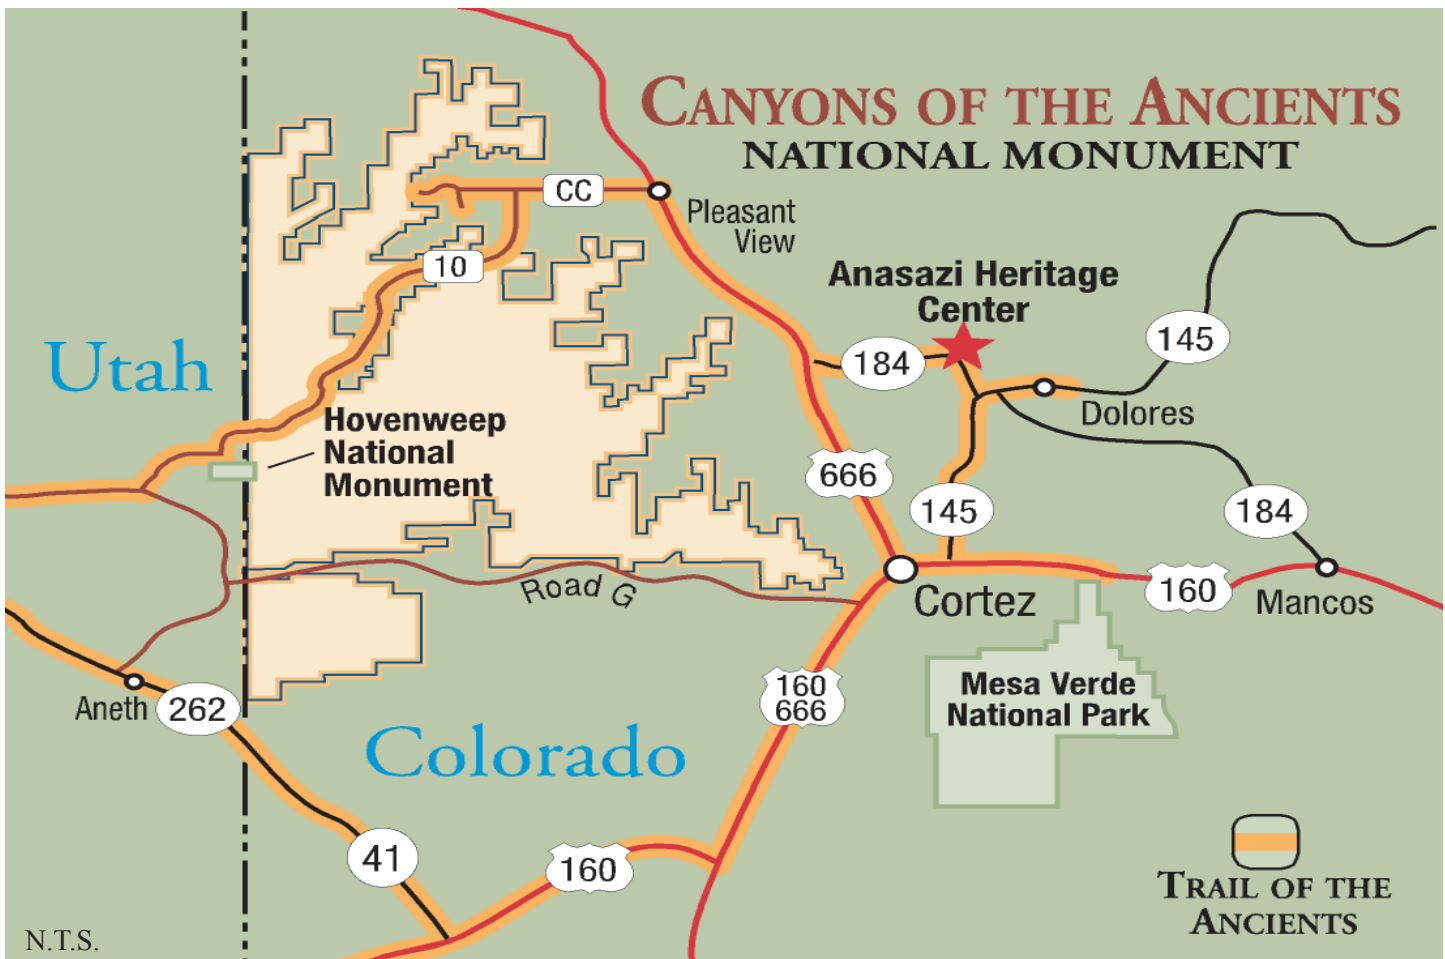 CANYONS OF THE ANCIENTS
NATIONAL MONUMENT
CC
Pleasant
View
10
Anasazi Heritage
Center
145
184
Utah
Dolores
Hovenweep
National
Monument
666
145
184
Road G
Cortez
160
Mancos
Aneth
262
160
666
Mesa Verde
National Park
Colorado
41
160
TRAIL OF THE
ANCIENTS
N.T.S.